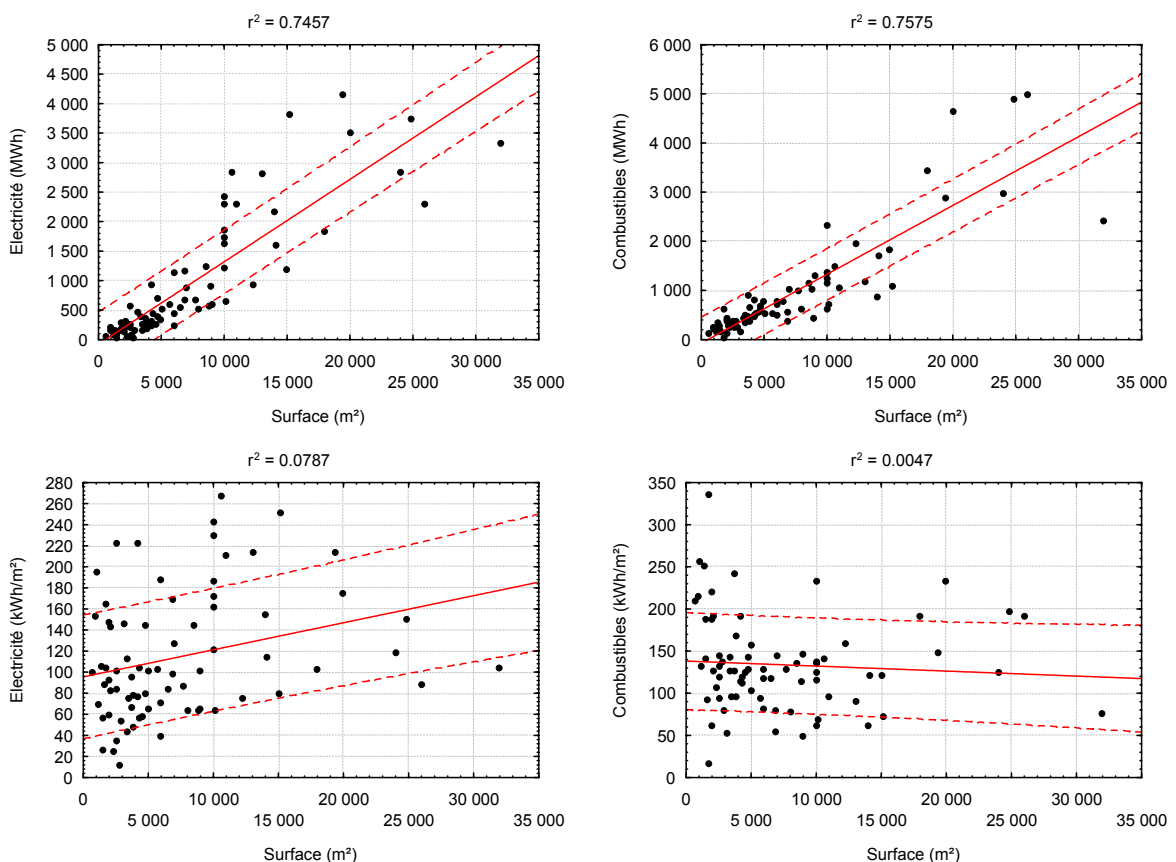 r² = 0.7457
5 000
4 500
4 000
3 500
3 000
2 500
2 000
1 500
1 000
500
0
Electricité (MWh)
0 10 000 20 000 30 000
5 000 15 000 25 000 35 000
Surface (m²)
r² = 0.7575
6 000
5 000
4 000
3 000
2 000
1 000
0
Combustibles (MWh)
0 10 000 20 000 30 000
5 000 15 000 25 000 35 000
Surface (m²)
r² = 0.0787
280
260
240
220
200
180
160
140
120
100
80
60
40
20
0
Electricité (kWh/m²)
0 10 000 20 000 30 000
5 000 15 000 25 000 35 000
Surface (m²)
r² = 0.0047
350
300
250
200
150
100
50
0
Combustibles (kWh/m²)
0 10 000 20 000 30 000
5 000 15 000 25 000 35 000
Surface (m²)